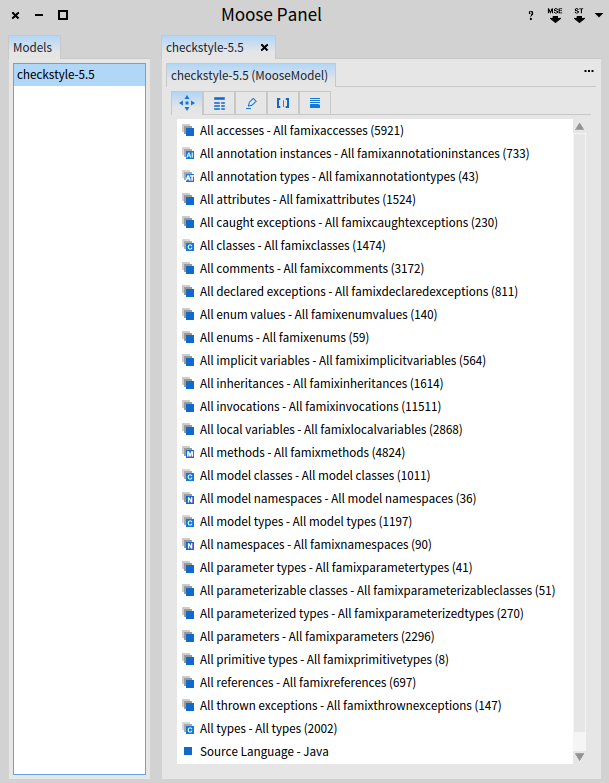 Moose Panel
?
MSE
ST
Models
checkstyle-5.5
checkstyle-5.5
checkstyle-5.5 (MooseModel)
All accesses - All famixaccesses (5921)
All annotation instances - All famixannotationinstances (733)
All annotation types - All famixannotationtypes (43)
All attributes - All famixattributes (1524)
All caught exceptions - All famixcaughtexceptions (230)
All classes - All famixclasses (1474)
All comments - All famixcomments (3172)
All declared exceptions - All famixdeclaredexceptions (811)
All enum values - All famixenumvalues (140)
All enums - All famixenums (59)
All implicit variables - All famiximplicitvariables (564)
All inheritances - All famixinheritances (1614)
All invocations - All famixinvocations (11511)
All local variables - All famixlocalvariables (2868)
All methods - All famixmethods (4824)
All model classes - All model classes (1011)
All model namespaces - All model namespaces (36)
All model types - All model types (1197)
All namespaces - All famixnamespaces (90)
All parameter types - All famixparametertypes (41)
All parameterizable classes - All famixparameterizableclasses (51)
All parameterized types - All famixparameterizedtypes (270)
All parameters - All famixparameters (2296)
All primitive types - All famixprimitivetypes (8)
All references - All famixreferences (697)
All thrown exceptions - All famixthrownexceptions (147)
All types - All types (2002)
Source Language - Java